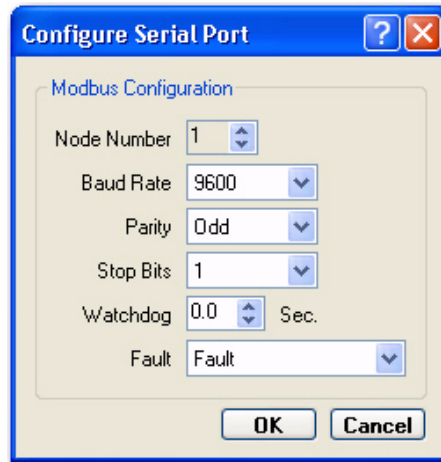 Configure Serial Port ?
Modbus Configuration
Node Number 1
Baud Rate 9600
Parity Odd
Stop Bits 1
Watchdog 0.0 Sec.
Fault Fault
OK Cancel